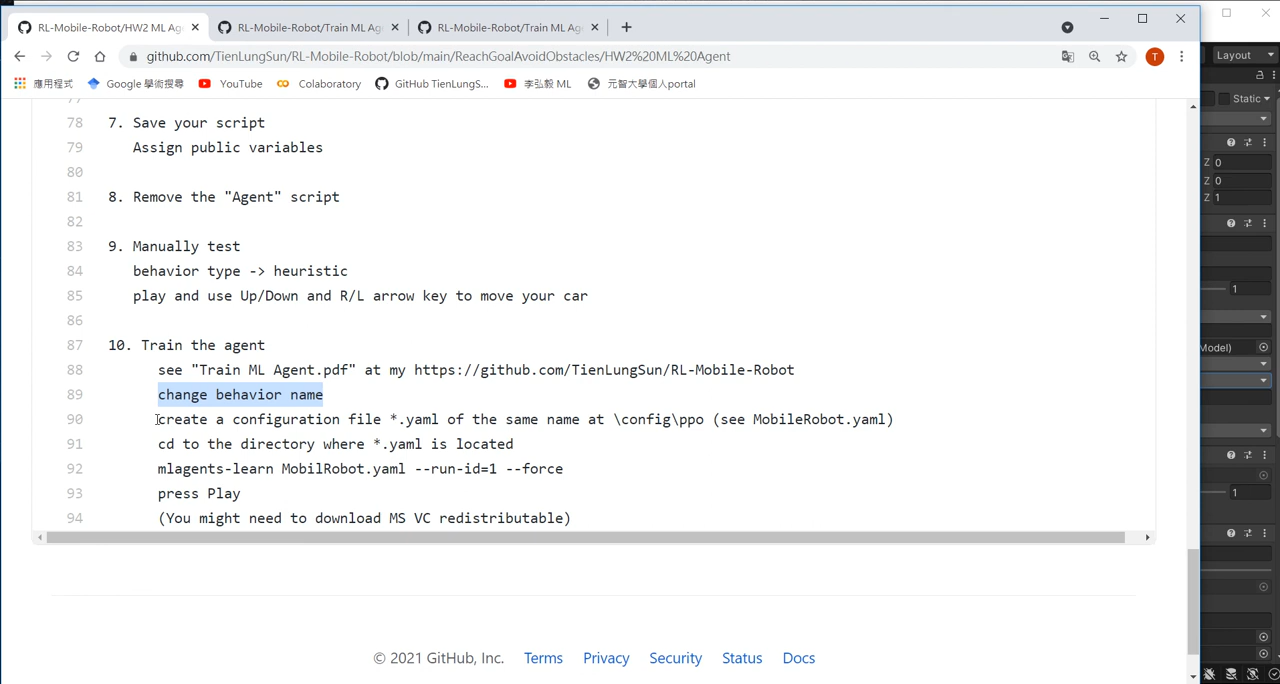 RL-Mobile-Robot/HW2 ML Ag
RL-Mobile-Robot/Train ML Age
RL-Mobile-Robot/Train ML Age
github.com/TienLungSun/RL-Mobile-Robot/blob/main/ReachGoalAvoidObstacles/HW2%20ML%20Agent
T
應用程式
Google 學術搜尋
YouTube
Colaboratory
GitHub TienLungS...
李弘毅 ML
元智大學個人portal
77
78 7. Save your script
79 Assign public variables
80
81 8. Remove the "Agent" script
82
83 9. Manually test
84 behavior type -> heuristic
85 play and use Up/Down and R/L arrow key to move your car
86
87 10. Train the agent
88 see "Train ML Agent.pdf" at my https://github.com/TienLungSun/RL-Mobile-Robot
89 change behavior name
90 create a configuration file *.yaml of the same name at \config\ppo (see MobileRobot.yaml)
91 cd to the directory where *.yaml is located
92 mlagents-learn MobilRobot.yaml --run-id=1 --force
93 press Play
94 (You might need to download MS VC redistributable)
© 2021 GitHub, Inc. Terms Privacy Security Status Docs
Layout
Static
Z 0
Z 0
Z 1
1
Model)
1